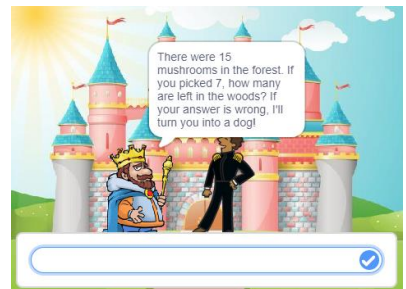 There were 15
mushrooms in the forest. If
you picked 7, how many
are left in the woods? If
your answer is wrong, I'll
turn you into a dog!